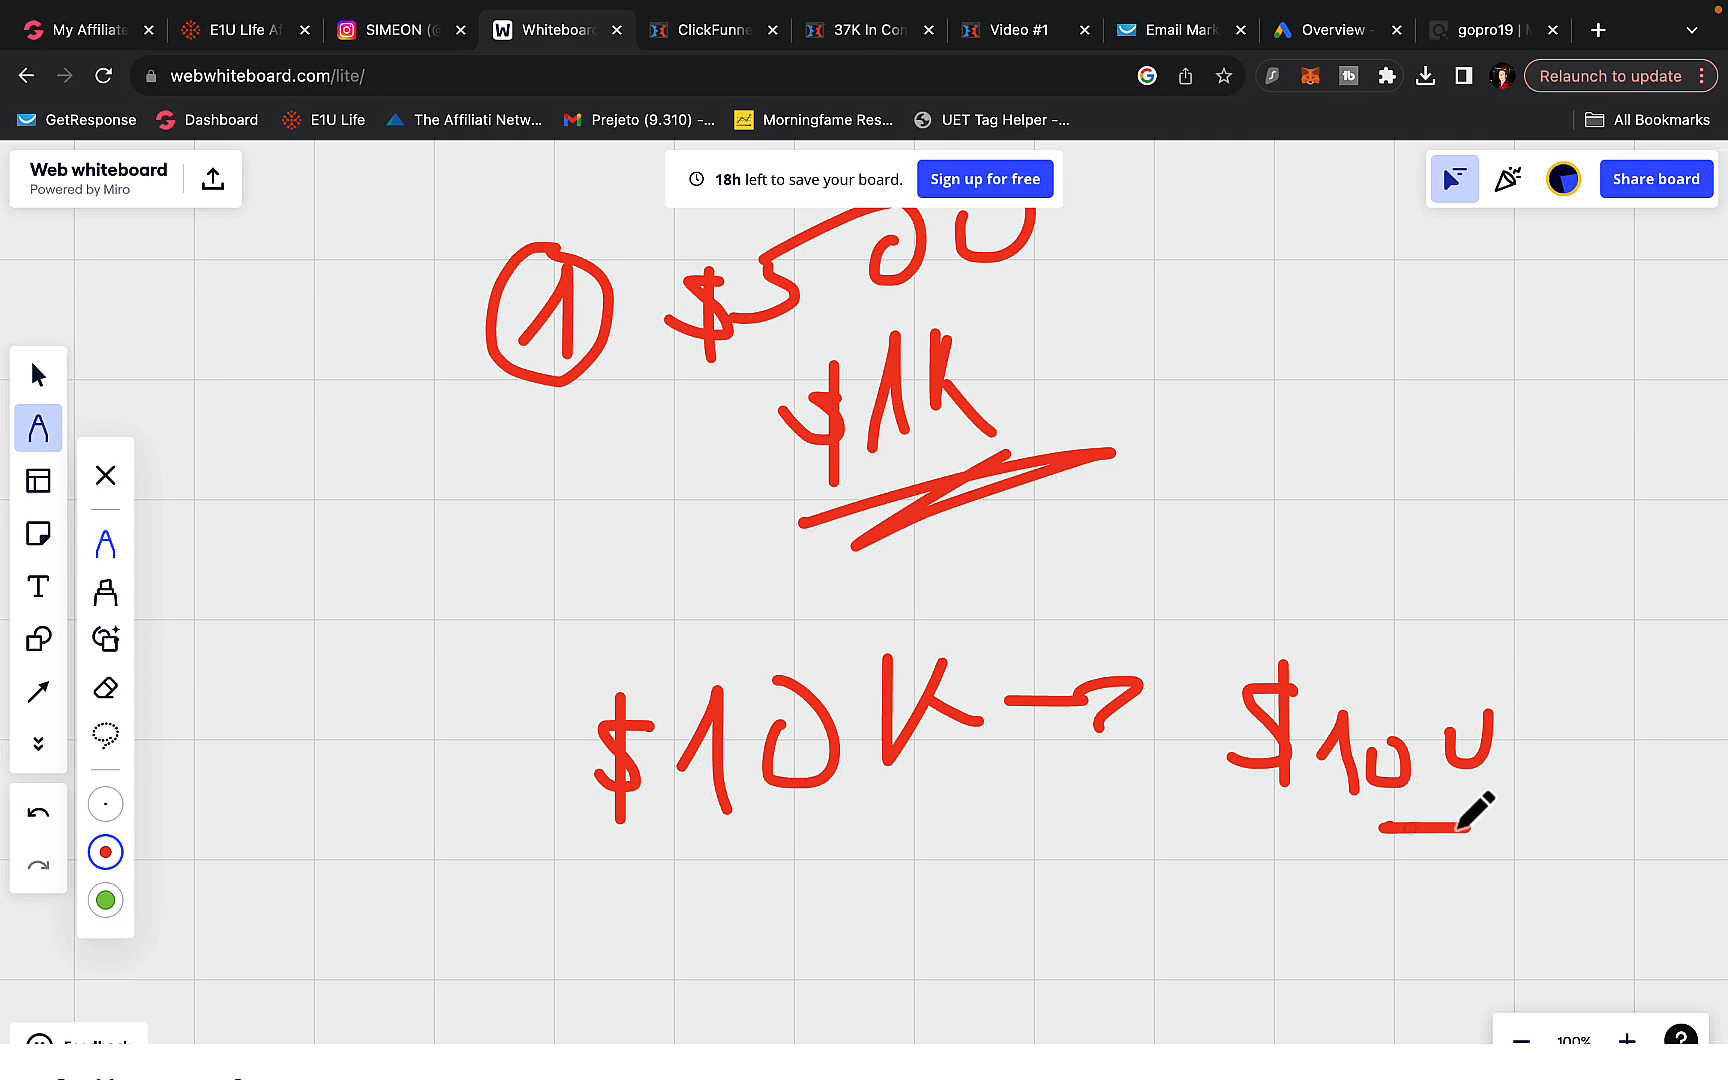 My Affiliate
E1U LIfe Af
SIMEON (@
Whiteboar
ClickFunne
37K In Con
Video #1
Email Mark
Overview -
gopro19 |
webwhiteboard.com/lite/
Relaunch to update
GetResponse
Dashboard
E1U Life
The Affiliati Netw...
Prejeto (9.310) -...
Morningfame Res...
UET Tag Helper -...
All Bookmarks
Web whiteboard
Powered by Miro
18h left to save your board.
Sign up for free
Share board
1 $500
$1K
$10K → $100
T
100%
?